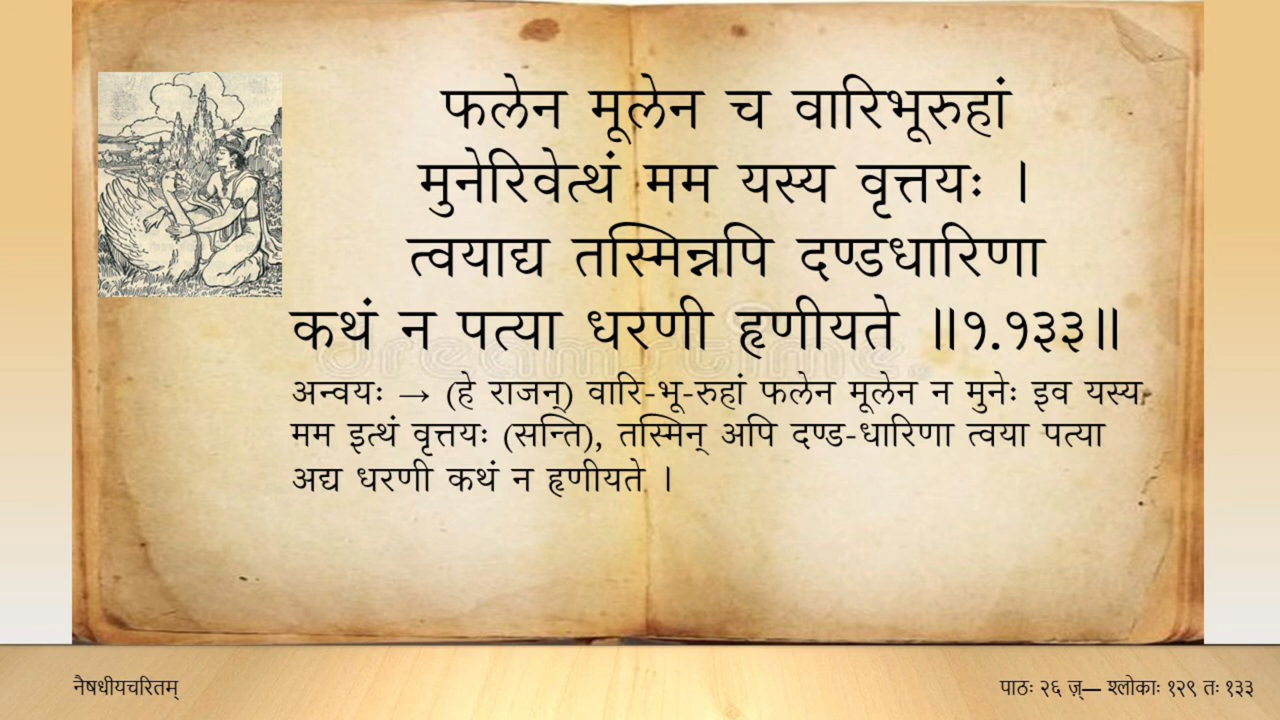 फलेन मूलेन च वारिभूरुहां
मुनेरिवेत्थं मम यस्य वृत्तयः ।
त्वयाद्य तस्मिन्नपि दण्डधारिणा
कथं न पत्या धरणी हृणीयते ॥१.१३३॥
अन्वयः → (हे राजन्) वारि-भू-रुहां फलेन मूलेन न मुनेः इव यस्य
मम इत्थं वृत्तयः (सन्ति), तस्मिन् अपि दण्ड-धारिणा त्वया पत्या
अद्य धरणी कथं न हृणीयते ।
dreamstime.
नैषधीयचरितम्
पाठः २६ ज़्— श्लोकाः १२९ तः १३३